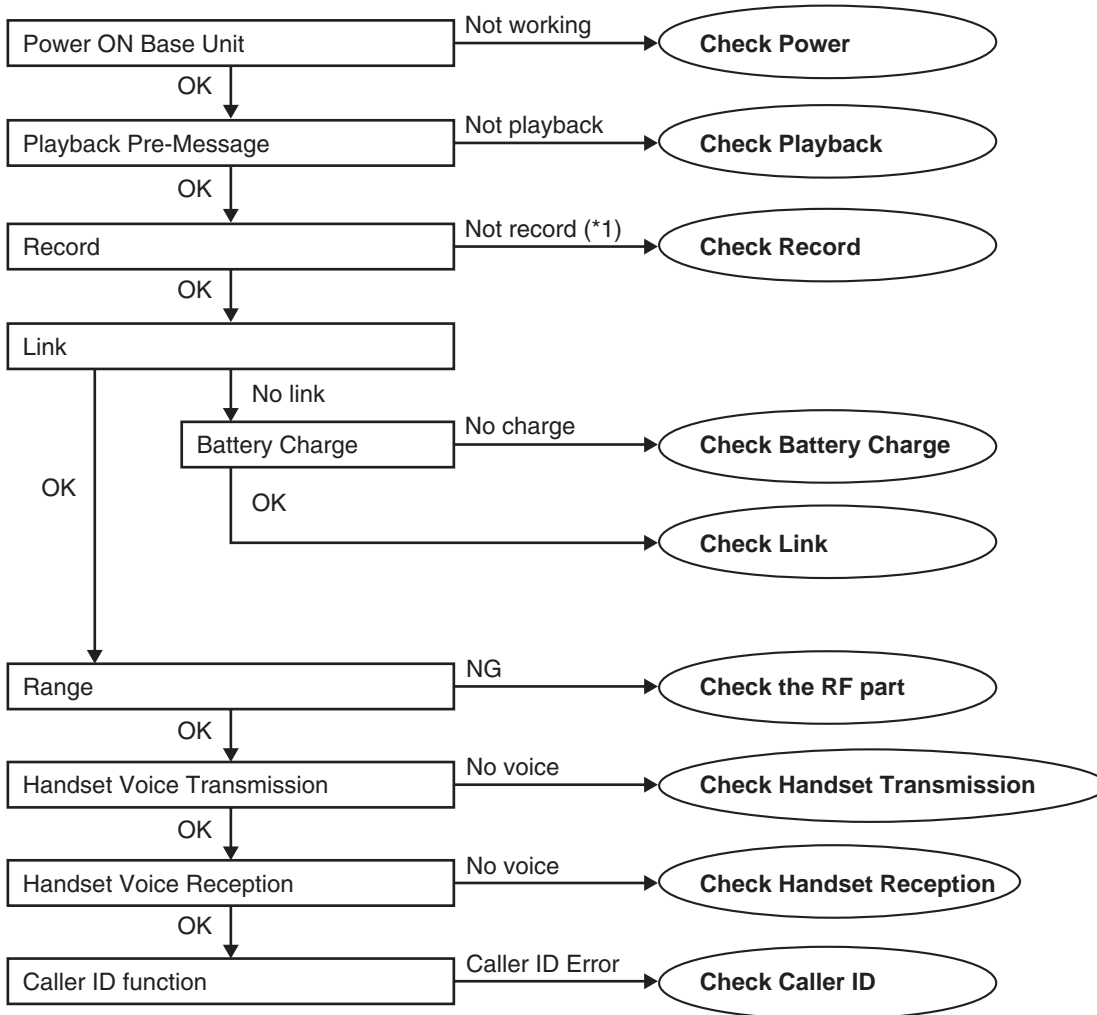 Power ON Base Unit
Not working
Check Power
OK
Playback Pre-Message
Not playback
Check Playback
OK
Record
Not record (*1)
Check Record
OK
Link
No link
Battery Charge
No charge
Check Battery Charge
OK
OK
Check Link
Range
NG
Check the RF part
OK
Handset Voice Transmission
No voice
Check Handset Transmission
OK
Handset Voice Reception
No voice
Check Handset Reception
OK
Caller ID function
Caller ID Error
Check Caller ID